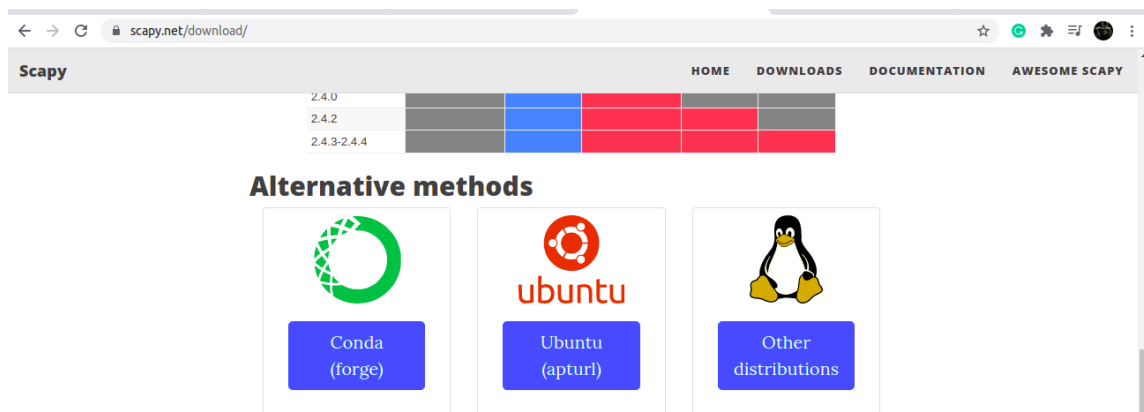 scapy.net/download/
Scapy
HOME DOWNLOADS DOCUMENTATION AWESOME SCAPY
2.4.0
2.4.2
2.4.3-2.4.4
Alternative methods
ubuntu
Conda
(forge)
Ubuntu
(apturl)
Other
distributions